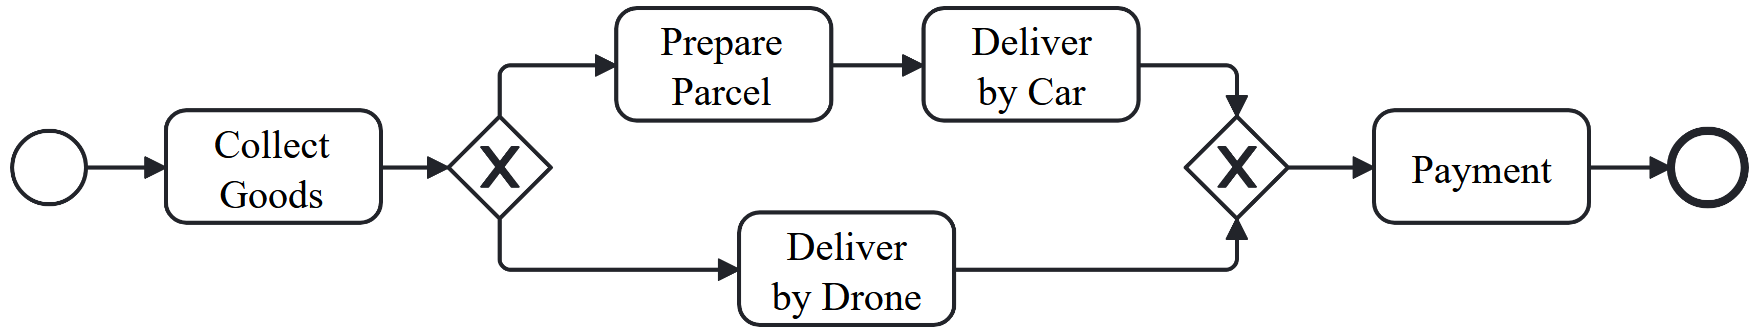 Collect
Goods
X
Prepare
Parcel
Deliver
by Car
Deliver
by Drone
X
Payment